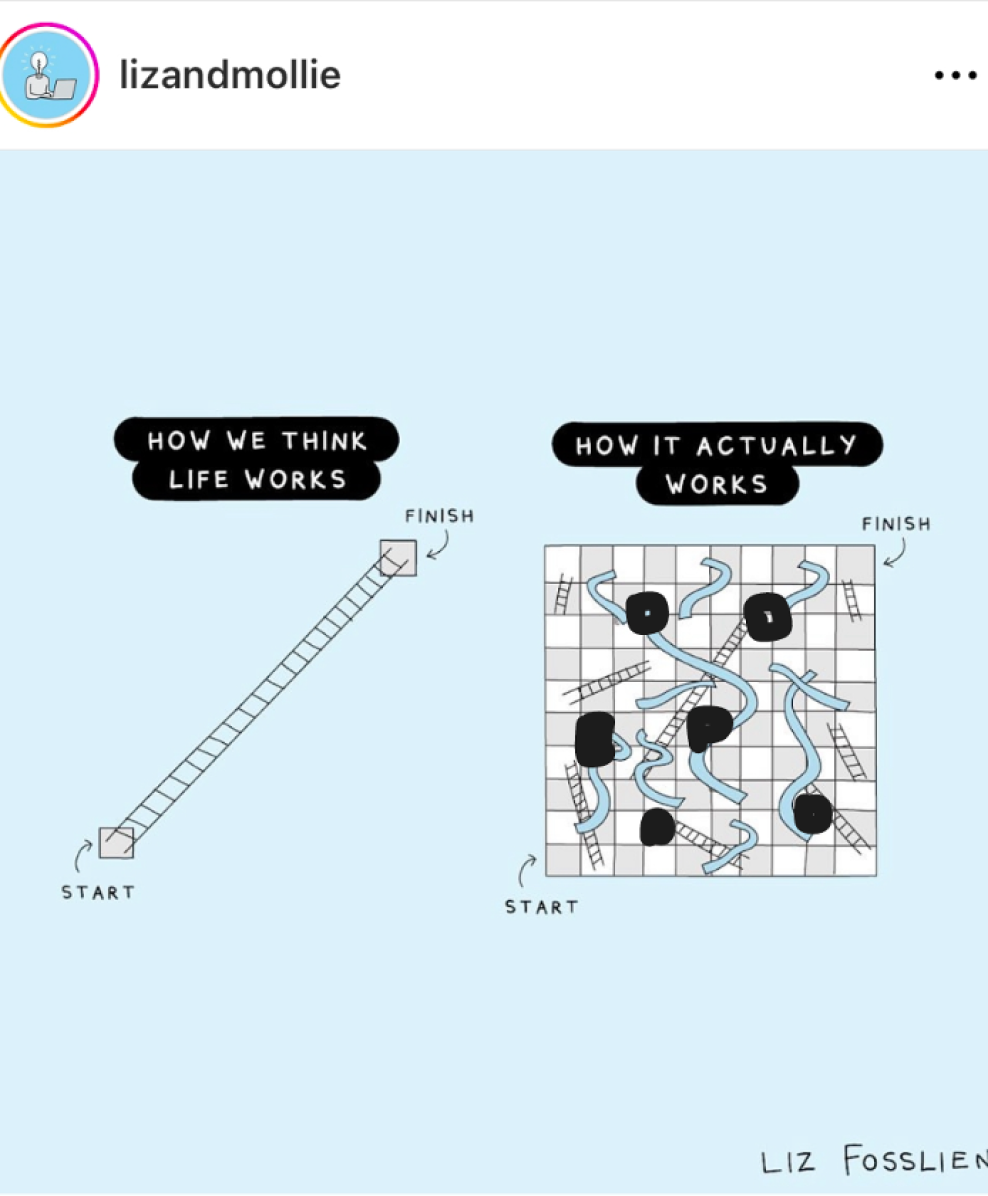 lizandmollie
HOW WE THINK
LIFE WORKS
FINISH
START
HOW IT ACTUALLY
WORKS
FINISH
START
LIZ FOSSLIEN